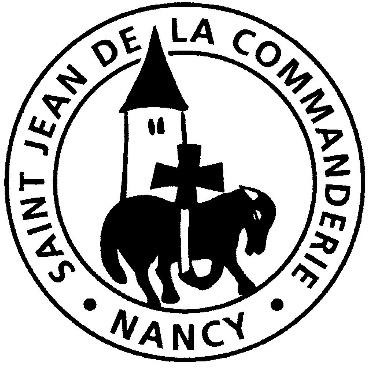 SAINT JEAN DE LA COMMANDERIE
• NANCY •